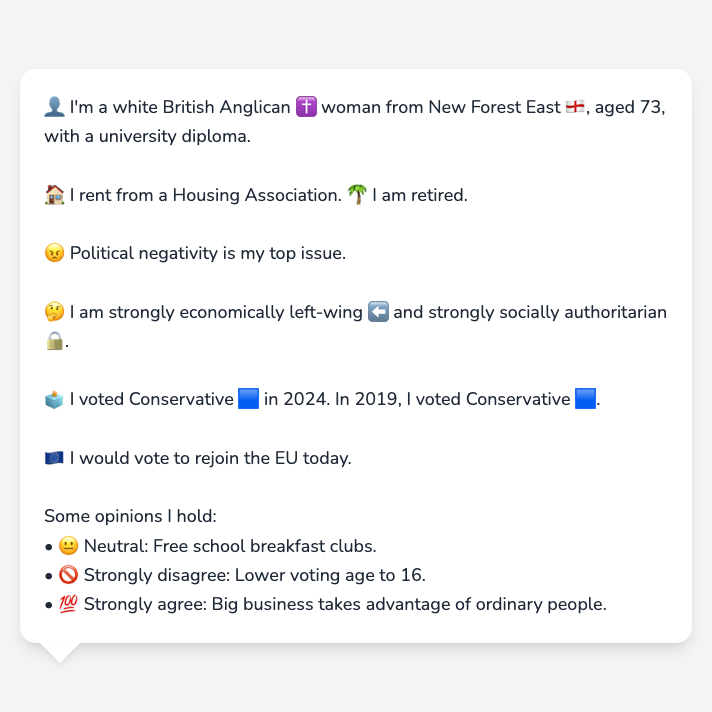 👤 I'm a white British Anglican ✝️ woman from New Forest East 🏴󠁧󠁢󠁥󠁮󠁧󠁿, aged 73,
with a university diploma.
🏠 I rent from a Housing Association. 🌴 I am retired.
😠 Political negativity is my top issue.
🤔 I am strongly economically left-wing ⬅️ and strongly socially authoritarian
🔒.
🗳️ I voted Conservative 🟦 in 2024. In 2019, I voted Conservative 🟦.
🇪🇺 I would vote to rejoin the EU today.
Some opinions I hold:
• 😐 Neutral: Free school breakfast clubs.
• 🚫 Strongly disagree: Lower voting age to 16.
• 💯 Strongly agree: Big business takes advantage of ordinary people.